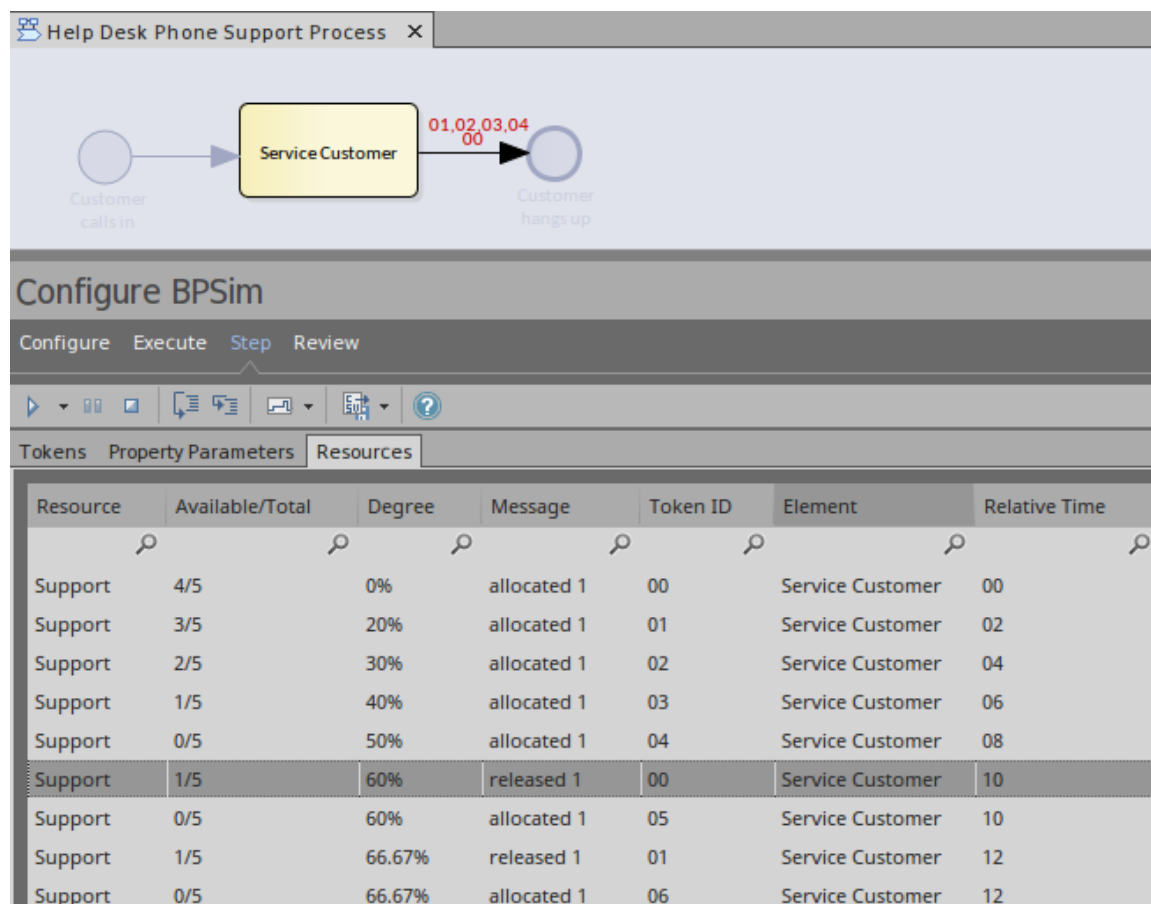 Help Desk Phone Support Process
01,02,03,04
00
Service Customer
Customer
calls in
Customer
hangs up
Configure BPSim
Configure Execute Step Review
Tokens Property Parameters Resources
Resource Available/Total Degree Message Token ID Element Relative Time
Support 4/5 0% allocated 1 00 Service Customer 00
Support 3/5 20% allocated 1 01 Service Customer 02
Support 2/5 30% allocated 1 02 Service Customer 04
Support 1/5 40% allocated 1 03 Service Customer 06
Support 0/5 50% allocated 1 04 Service Customer 08
Support 1/5 60% released 1 00 Service Customer 10
Support 0/5 60% allocated 1 05 Service Customer 10
Support 1/5 66.67% released 1 01 Service Customer 12
Support 0/5 66.67% allocated 1 06 Service Customer 12